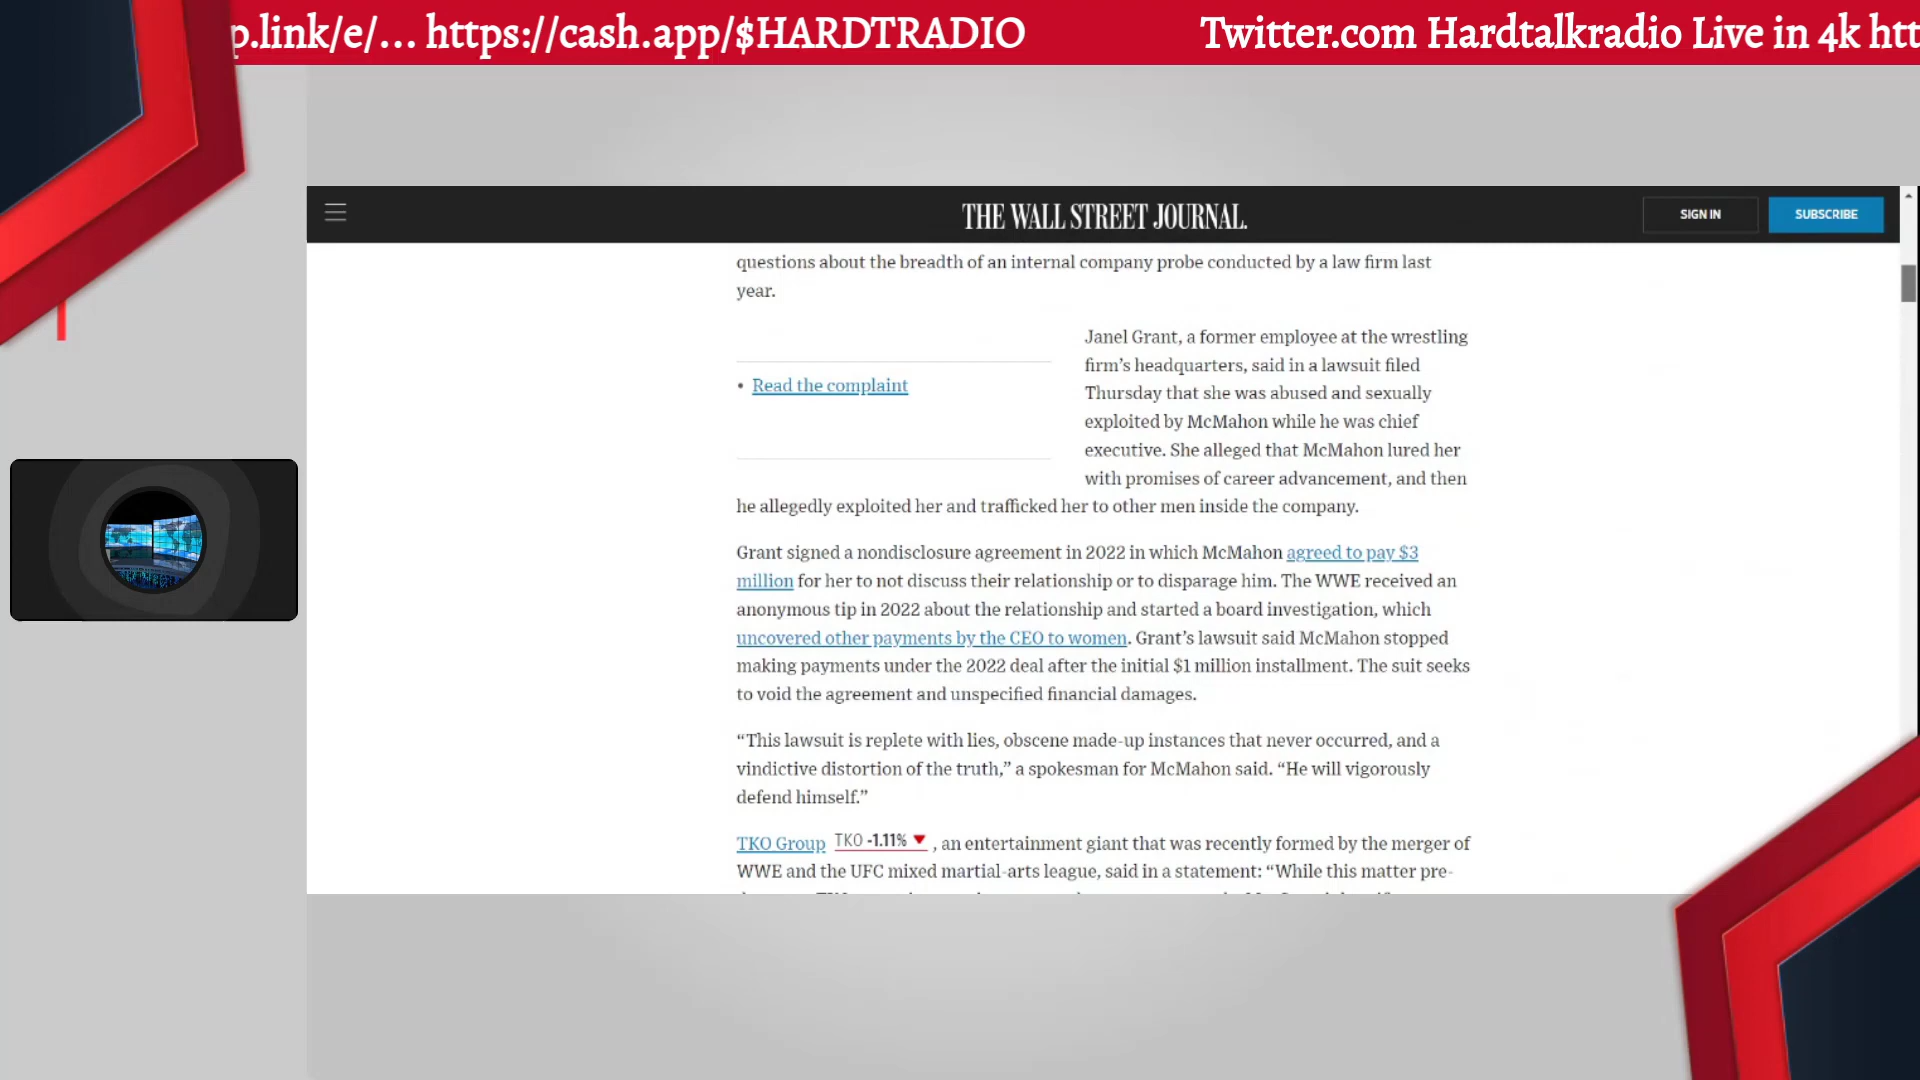 p.link/e/... https://cash.app/$HARDTRADIO Twitter.com Hardtalkradio Live in 4k htt
THE WALL STREET JOURNAL.
SIGN IN
SUBSCRIBE
questions about the breadth of an internal company probe conducted by a law firm last
year.
• Read the complaint
Janel Grant, a former employee at the wrestling
firm’s headquarters, said in a lawsuit filed
Thursday that she was abused and sexually
exploited by McMahon while he was chief
executive. She alleged that McMahon lured her
with promises of career advancement, and then
he allegedly exploited her and trafficked her to other men inside the company.
Grant signed a nondisclosure agreement in 2022 in which McMahon agreed to pay $3
million for her to not discuss their relationship or to disparage him. The WWE received an
anonymous tip in 2022 about the relationship and started a board investigation, which
uncovered other payments by the CEO to women. Grant’s lawsuit said McMahon stopped
making payments under the 2022 deal after the initial $1 million installment. The suit seeks
to void the agreement and unspecified financial damages.
“This lawsuit is replete with lies, obscene made-up instances that never occurred, and a
vindictive distortion of the truth,” a spokesman for McMahon said. “He will vigorously
defend himself.”
TKO Group TKO -1.11% ▼ , an entertainment giant that was recently formed by the merger of
WWE and the UFC mixed martial-arts league, said in a statement: “While this matter pre-